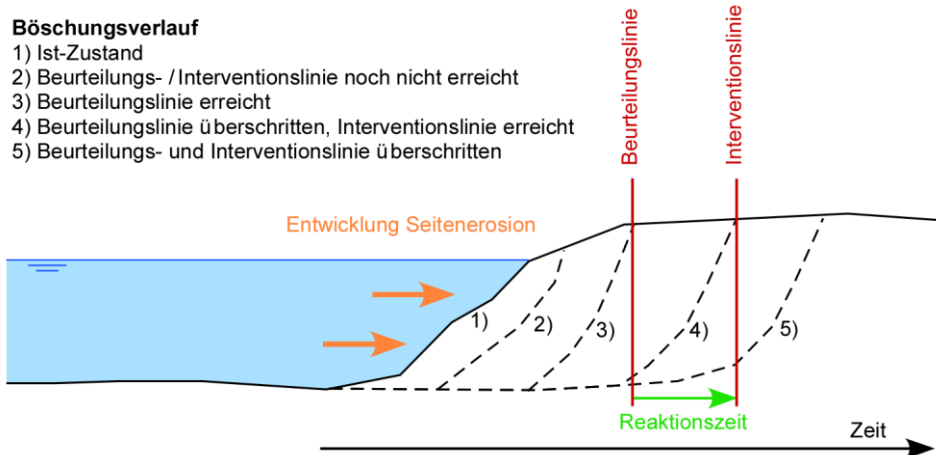 Böschungsverlauf
1) Ist-Zustand
2) Beurteilungs- / Interventionslinie noch nicht erreicht
3) Beurteilungslinie erreicht
4) Beurteilungslinie überschritten, Interventionslinie erreicht
5) Beurteilungs- und Interventionslinie überschritten
Beurteilungslinie
Interventionslinie
Entwicklung Seitenerosion
1)
2)
3)
4)
5)
Reaktionszeit
Zeit